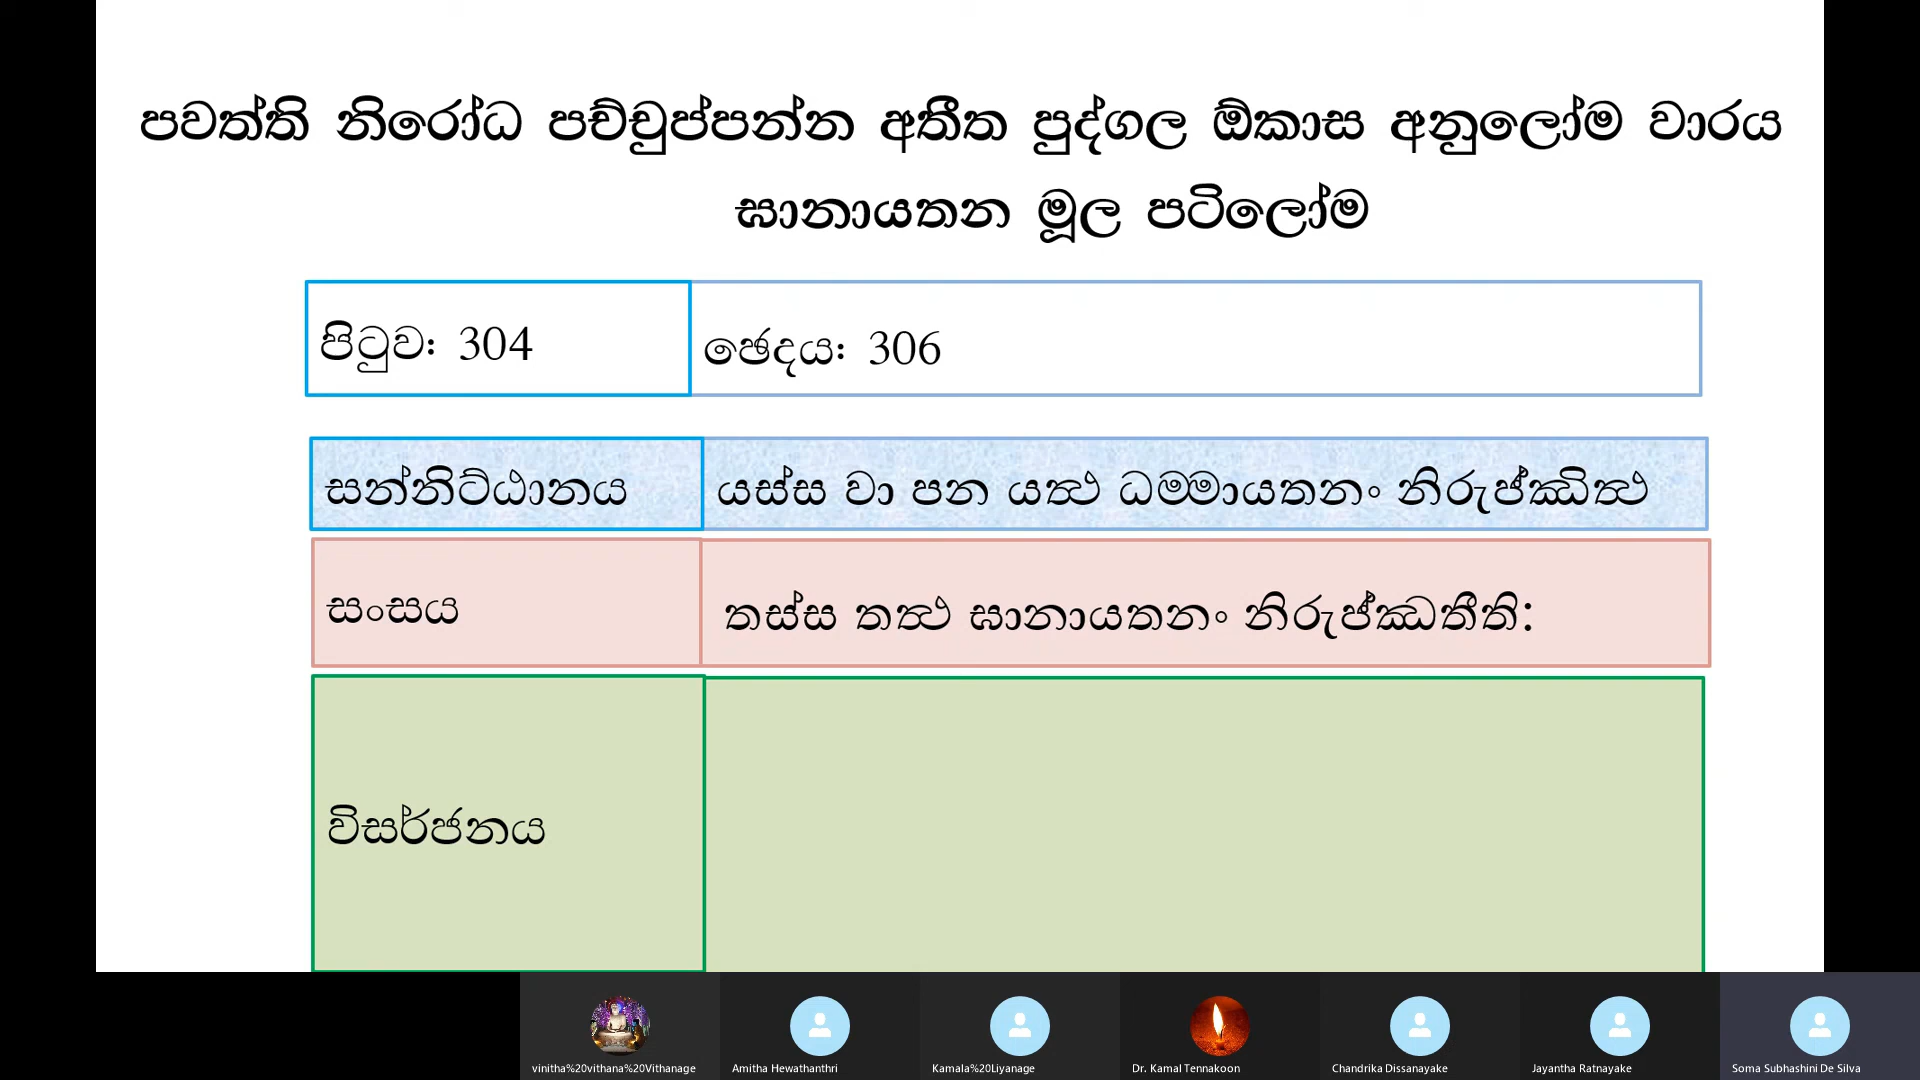 පවත්ති නිරෝධ පච්චුප්පන්න අතීත පුද්ගල ඕකාස අනුලෝම වාරය
ඝානායතන මූල පටිලෝම
පිටුව: 304
ඡෙදය: 306
සන්නිට්ඨානය
යස්ස වා පන යත්‍ථ ධම්මායතනං නිරුජ්ඣිත්‍ථ
සංසය
තස්ස තත්‍ථ ඝානායතනං නිරුජ්ඣතීති:
විසර්ජනය
vinitha%20vithana%20Vithanage
Amitha Hewathanthri
Kamala%20Liyanage
Dr. Kamal Tennakoon
Chandrika Dissanayake
Jayantha Ratnayake
Soma Subhashini De Silva